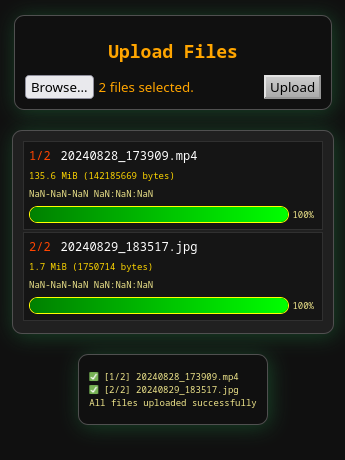 Upload Files
Browse... 2 files selected. Upload
1/2 20240828_173909.mp4
135.6 MiB (142185669 bytes)
NaN-NaN-NaN NaN:NaN:NaN
100%
2/2 20240829_183517.jpg
1.7 MiB (1750714 bytes)
NaN-NaN-NaN NaN:NaN:NaN
100%
✅ [1/2] 20240828_173909.mp4
✅ [2/2] 20240829_183517.jpg
All files uploaded successfully